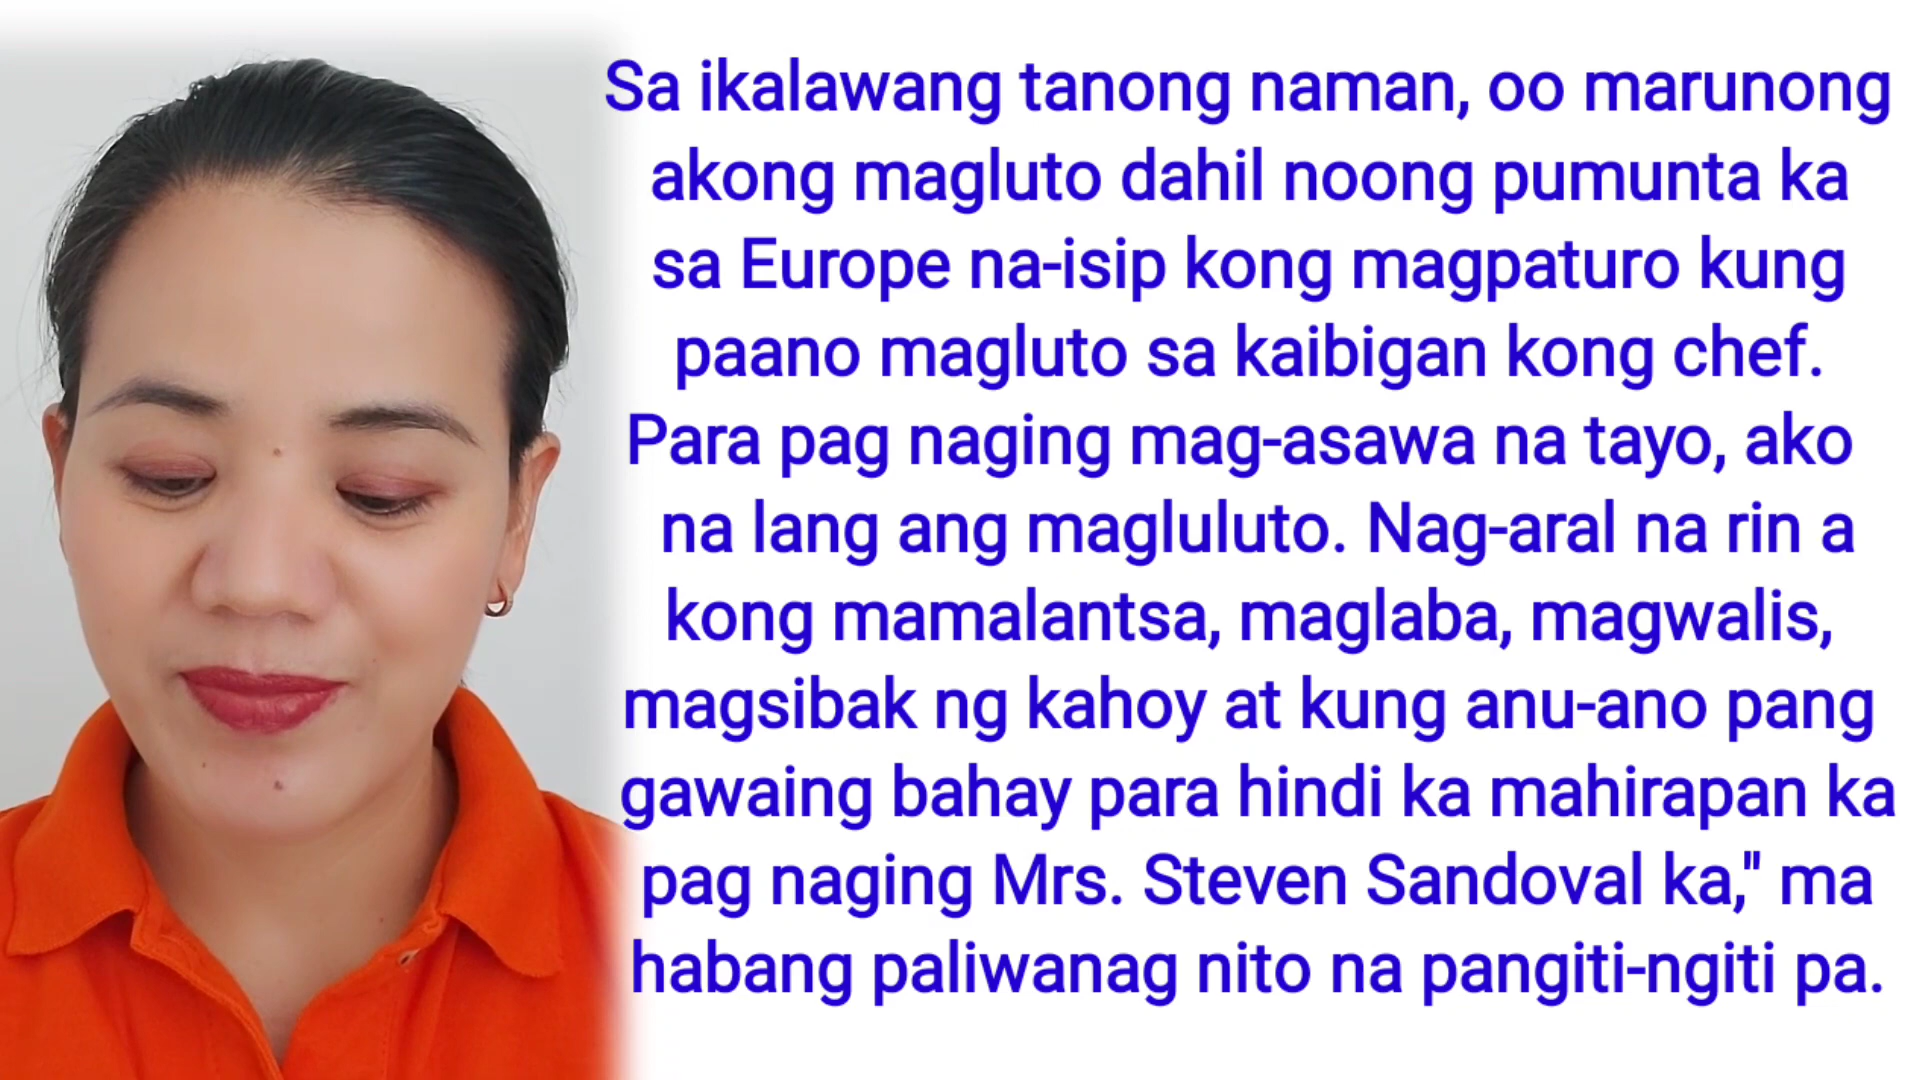 Sa ikalawang tanong naman, oo marunong
akong magluto dahil noong pumunta ka
sa Europe na-isip kong magpaturo kung
paano magluto sa kaibigan kong chef.
Para pag naging mag-asawa na tayo, ako
na lang ang magluluto. Nag-aral na rin a
kong mamalantsa, maglaba, magwalis,
magsibak ng kahoy at kung anu-ano pang
gawaing bahay para hindi ka mahirapan ka
pag naging Mrs. Steven Sandoval ka," ma
habang paliwanag nito na pangiti-ngiti pa.